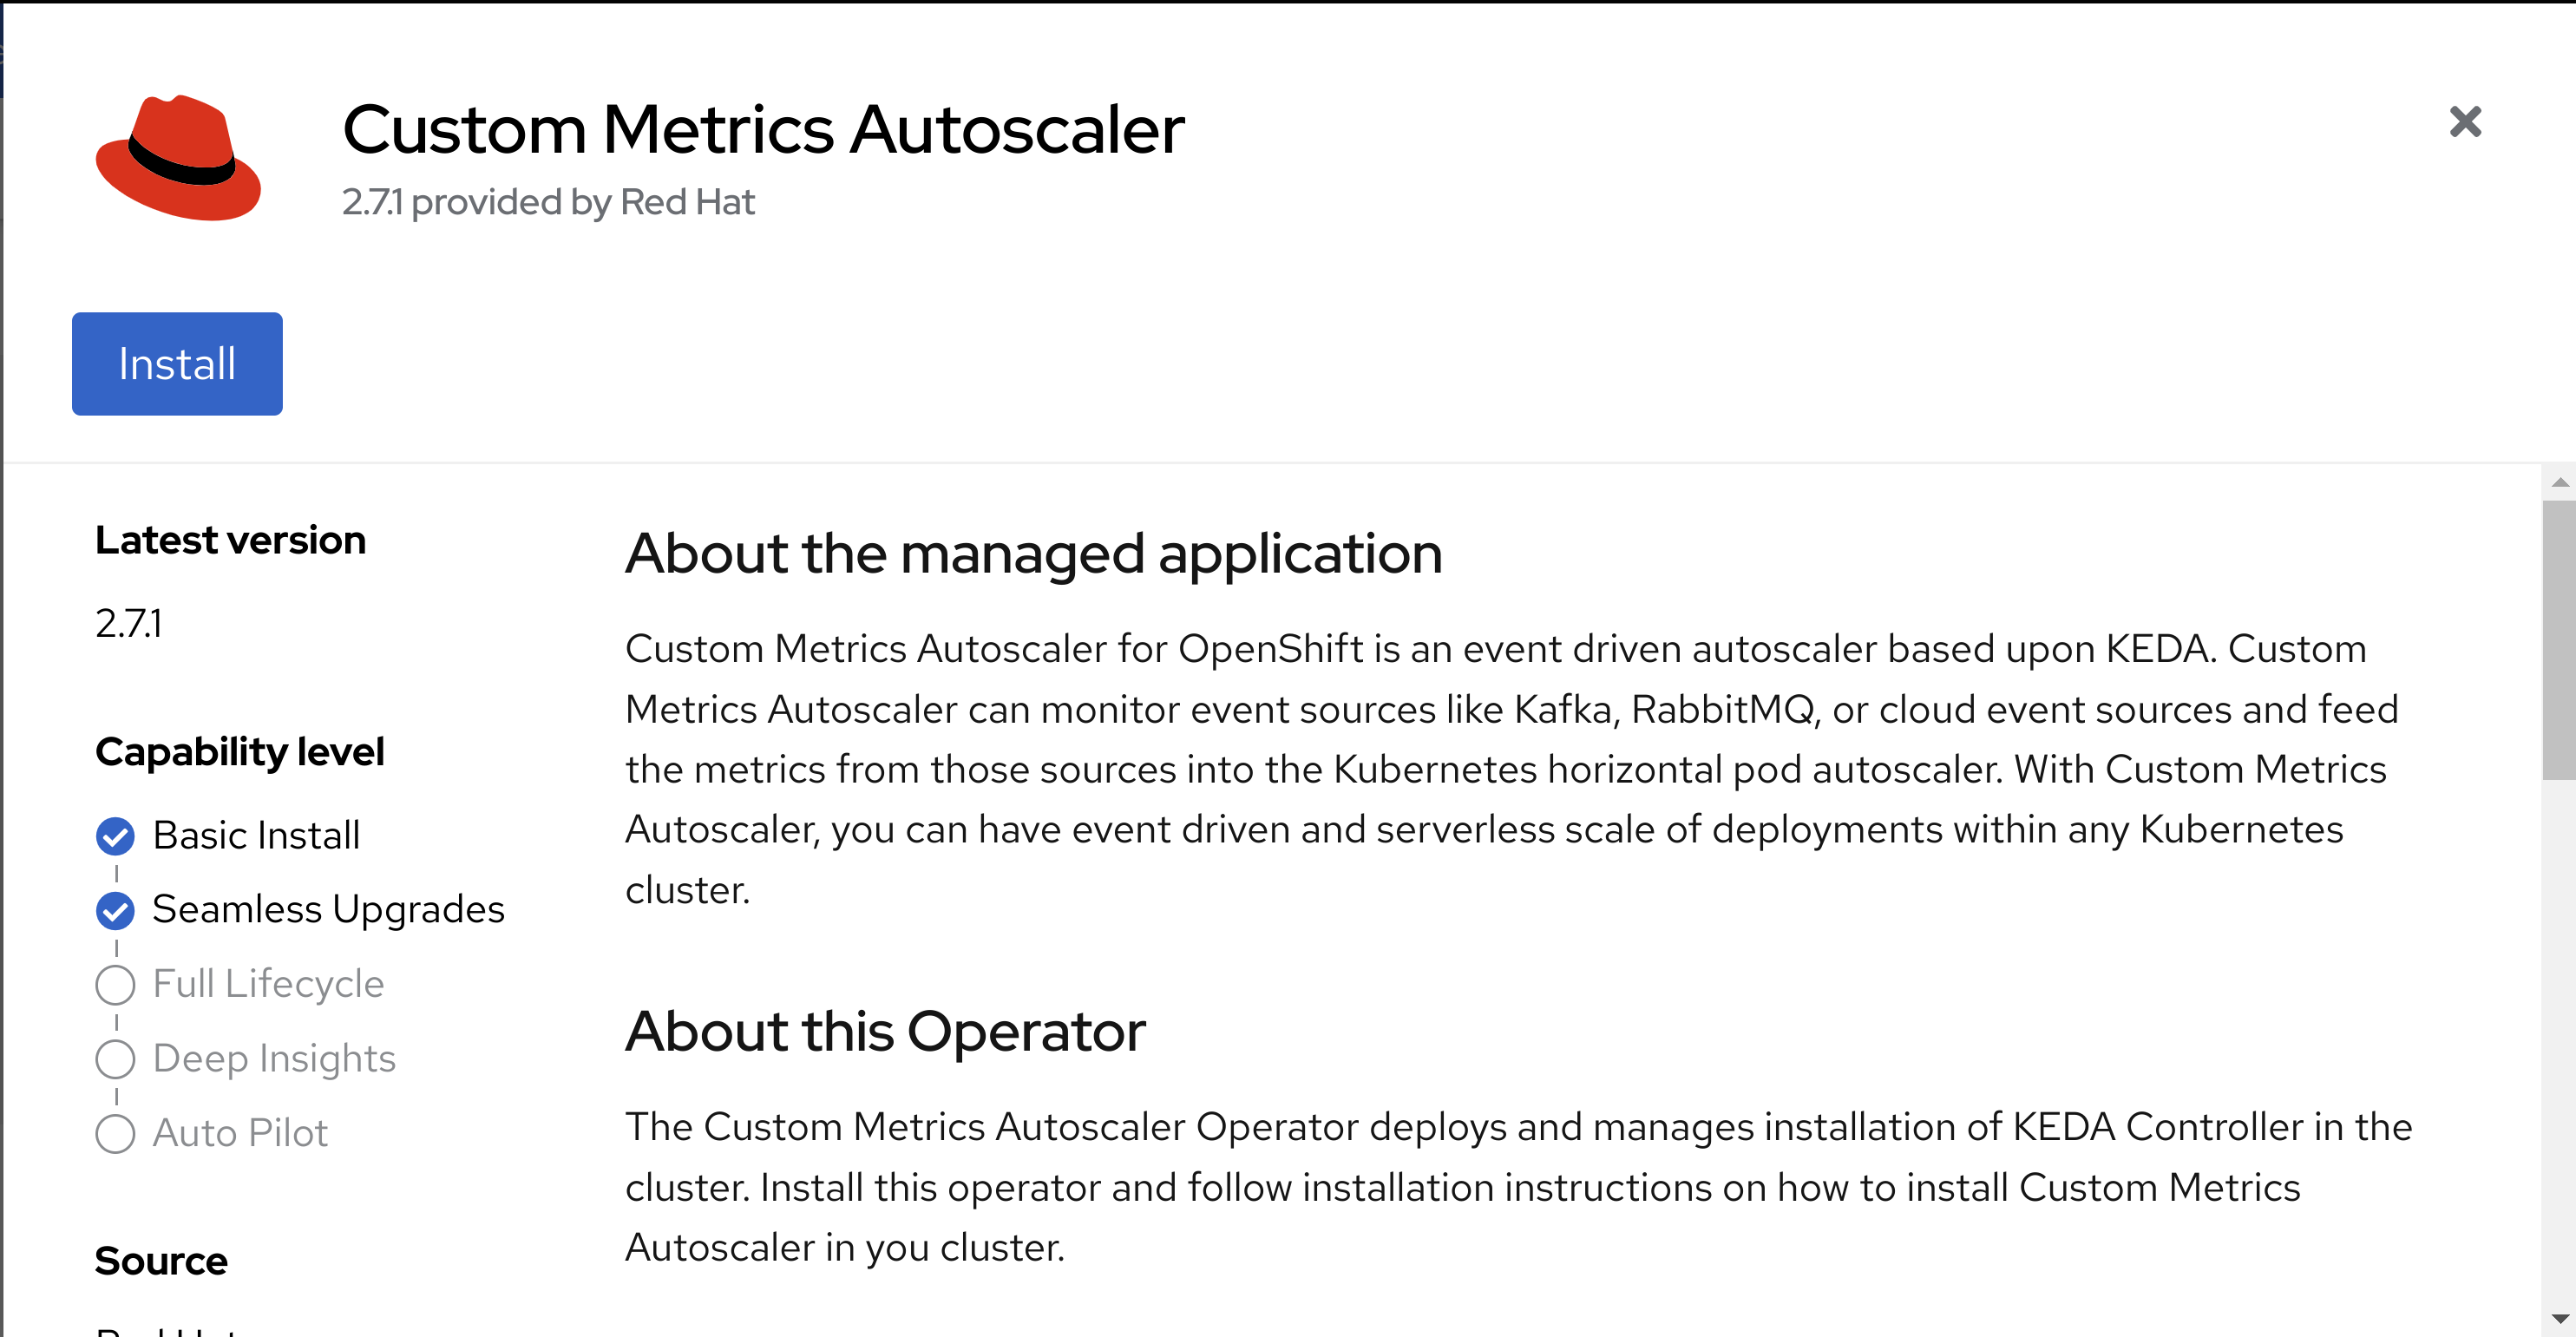 Custom Metrics Autoscaler
2.7.1 provided by Red Hat
Install
Latest version
2.7.1
Capability level
Basic Install
Seamless Upgrades
Full Lifecycle
Deep Insights
Auto Pilot
Source
About the managed application
Custom Metrics Autoscaler for OpenShift is an event driven autoscaler based upon KEDA. Custom
Metrics Autoscaler can monitor event sources like Kafka, RabbitMQ, or cloud event sources and feed
the metrics from those sources into the Kubernetes horizontal pod autoscaler. With Custom Metrics
Autoscaler, you can have event driven and serverless scale of deployments within any Kubernetes
cluster.
About this Operator
The Custom Metrics Autoscaler Operator deploys and manages installation of KEDA Controller in the
cluster. Install this operator and follow installation instructions on how to install Custom Metrics
Autoscaler in you cluster.